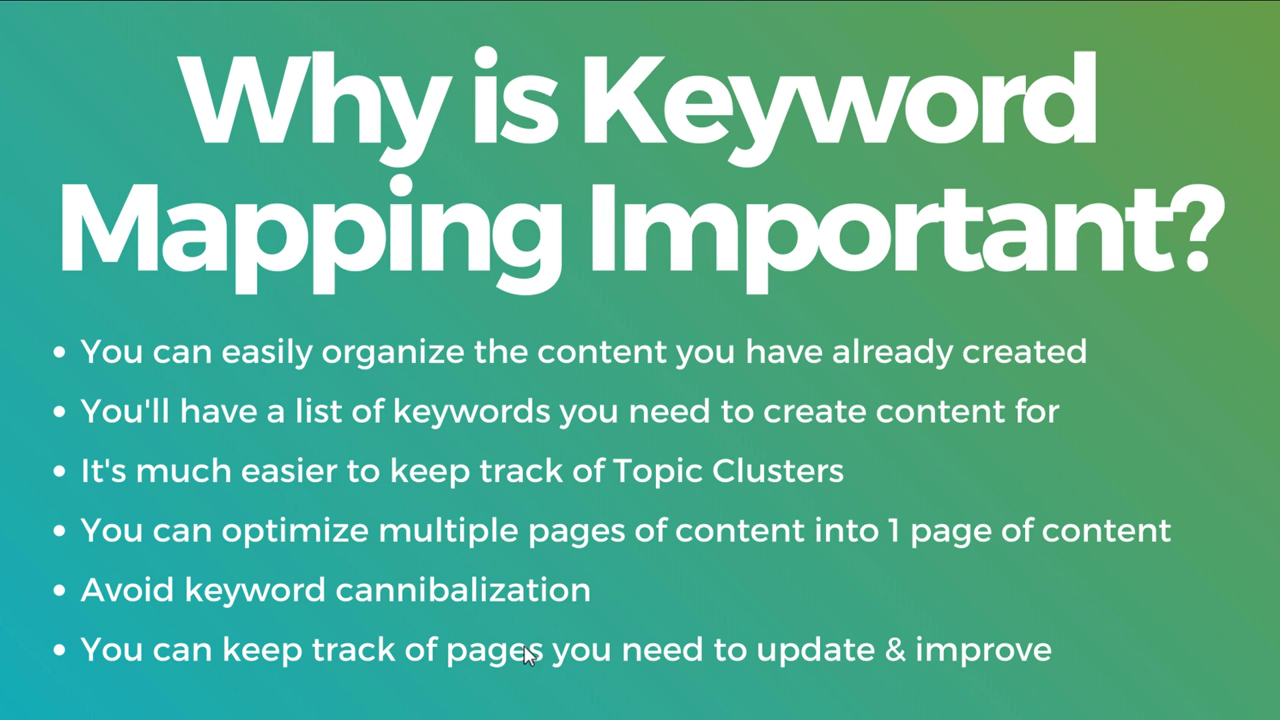 Why is Keyword
Mapping Important?
• You can easily organize the content you have already created
• You'll have a list of keywords you need to create content for
• It's much easier to keep track of Topic Clusters
• You can optimize multiple pages of content into 1 page of content
• Avoid keyword cannibalization
• You can keep track of pages you need to update & improve